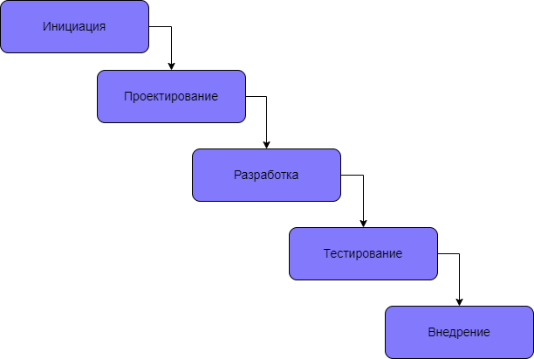 Инициация
Проектирование
Разработка
Тестирование
Внедрение